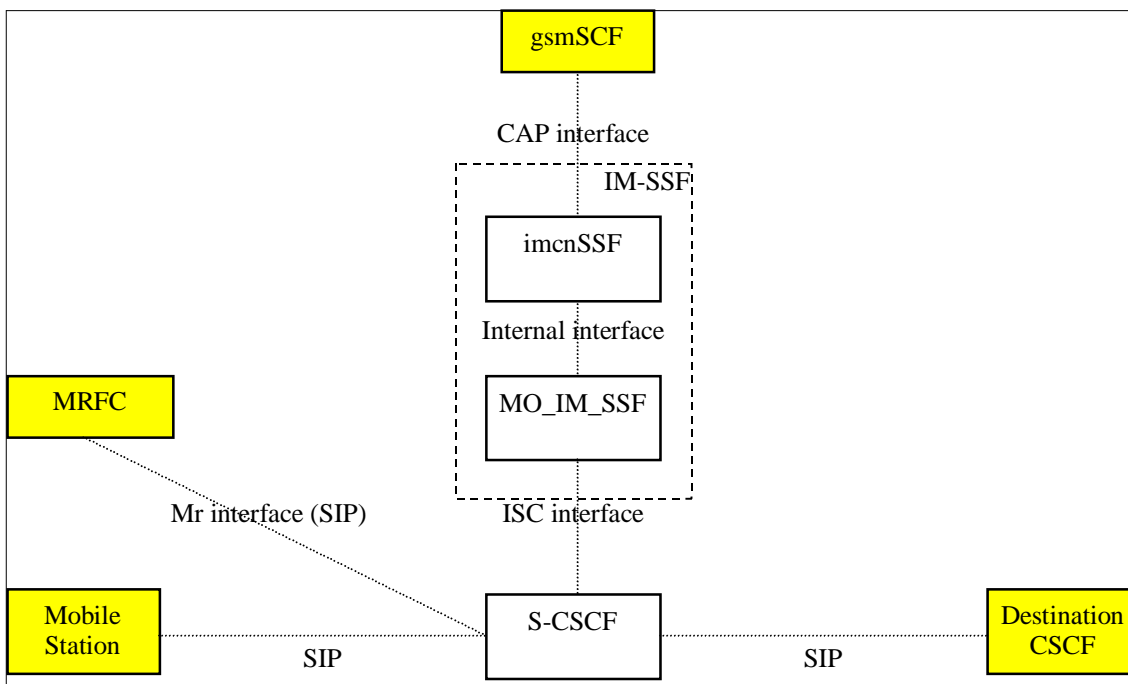 gsmSCF
CAP interface
IM-SSF
imcnSSF
Internal interface
MRFC
MO_IM_SSF
Mr interface (SIP)
ISC interface
Mobile
Station
SIP
S-CSCF
SIP
Destination
CSCF